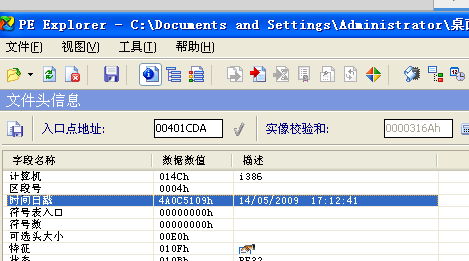 PE Explorer - C:\Documents and Settings\Administrator\桌
文件(F) 视图(V) 工具(T) 帮助(H)
文件头信息
入口点地址: 00401CDA 实像校验和: 0000316Ah
字段名称 数据数值 描述
计算机 014Ch i386
区段号 0004h
时间日戳 4A0C5109h 14/05/2009 17:12:41
符号表入口 00000000h
符号数 00000000h
可选头大小 00E0h
特征 010Fh
状态 010Bh PE32